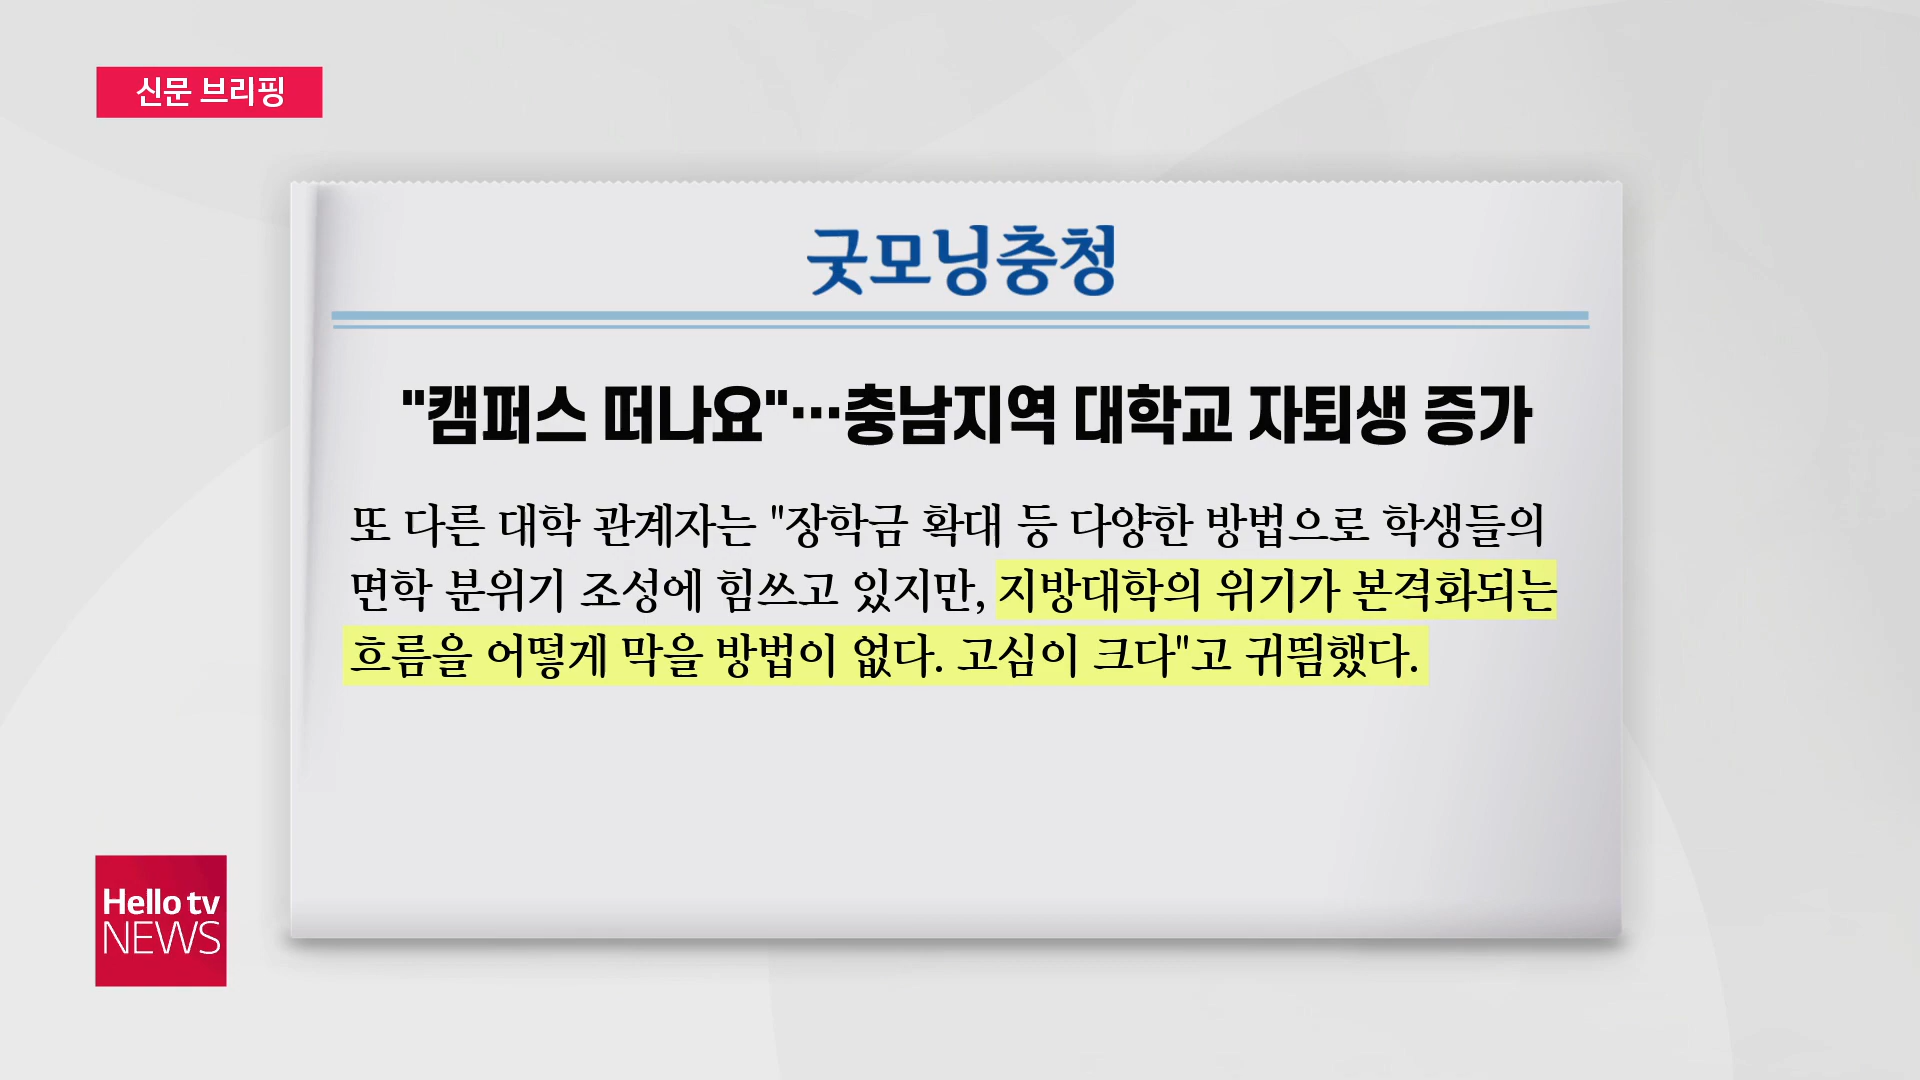 신문 브리핑
굿모닝충청
"캠퍼스 떠나요"…충남지역 대학교 자퇴생 증가
또 다른 대학 관계자는 "장학금 확대 등 다양한 방법으로 학생들의
면학 분위기 조성에 힘쓰고 있지만, 지방대학의 위기가 본격화되는
흐름을 어떻게 막을 방법이 없다. 고심이 크다"고 귀띔했다.
Hello tv
NEWS